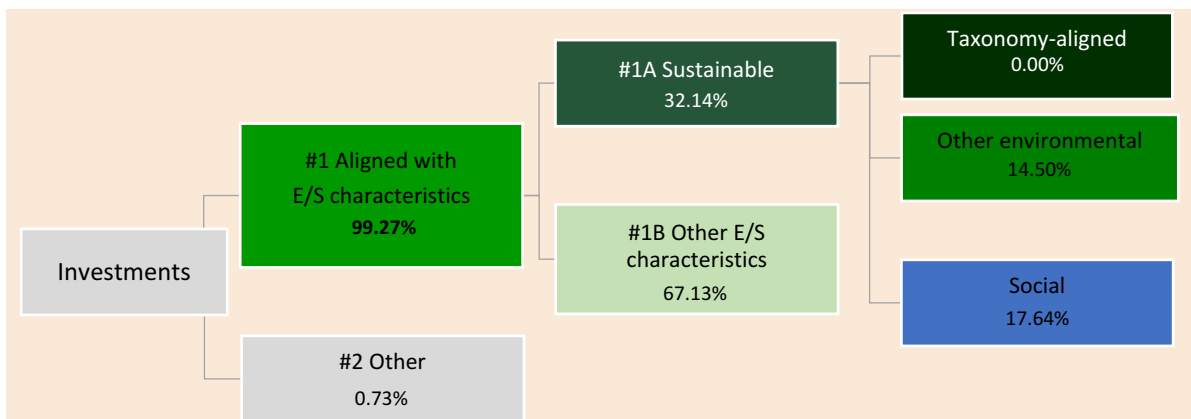 Investments
#1 Aligned with
E/S characteristics
99.27%
#2 Other
0.73%
#1A Sustainable
32.14%
#1B Other E/S
characteristics
67.13%
Taxonomy-aligned
0.00%
Other environmental
14.50%
Social
17.64%